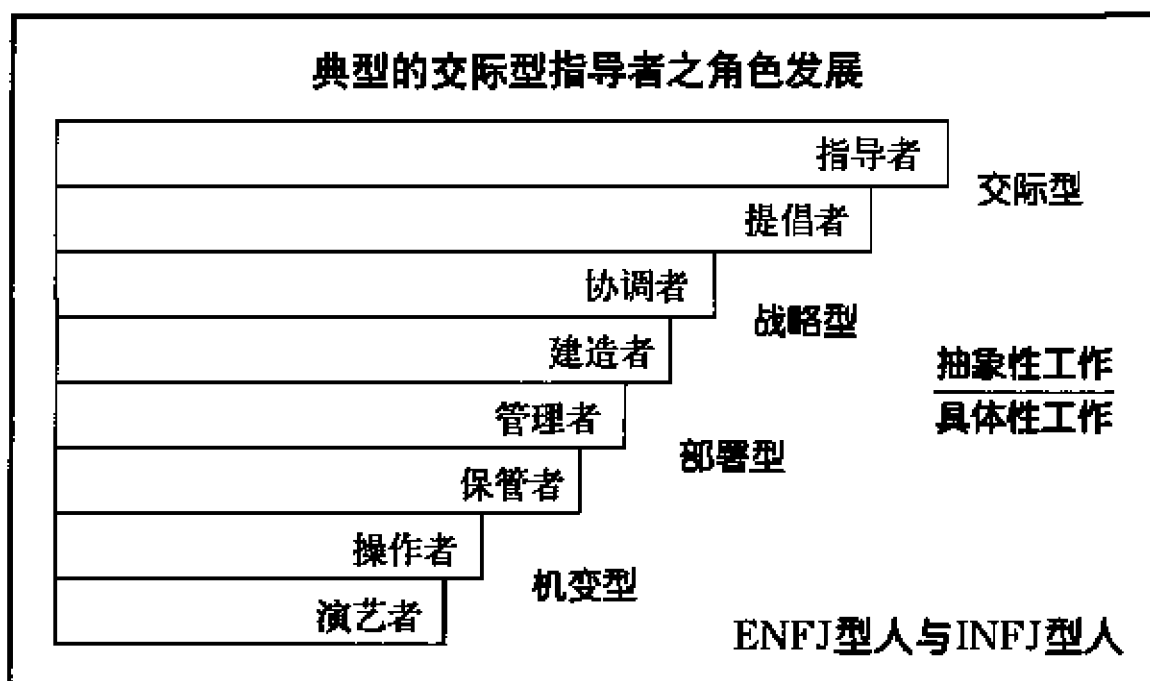 典型的交际型指导者之角色发展
指导者
交际型
提倡者
协调者
战略型
建造者
抽象性工作
管理者
具体性工作
部署型
保管者
操作者
机变型
演艺者
ENFJ型人与INFJ型人